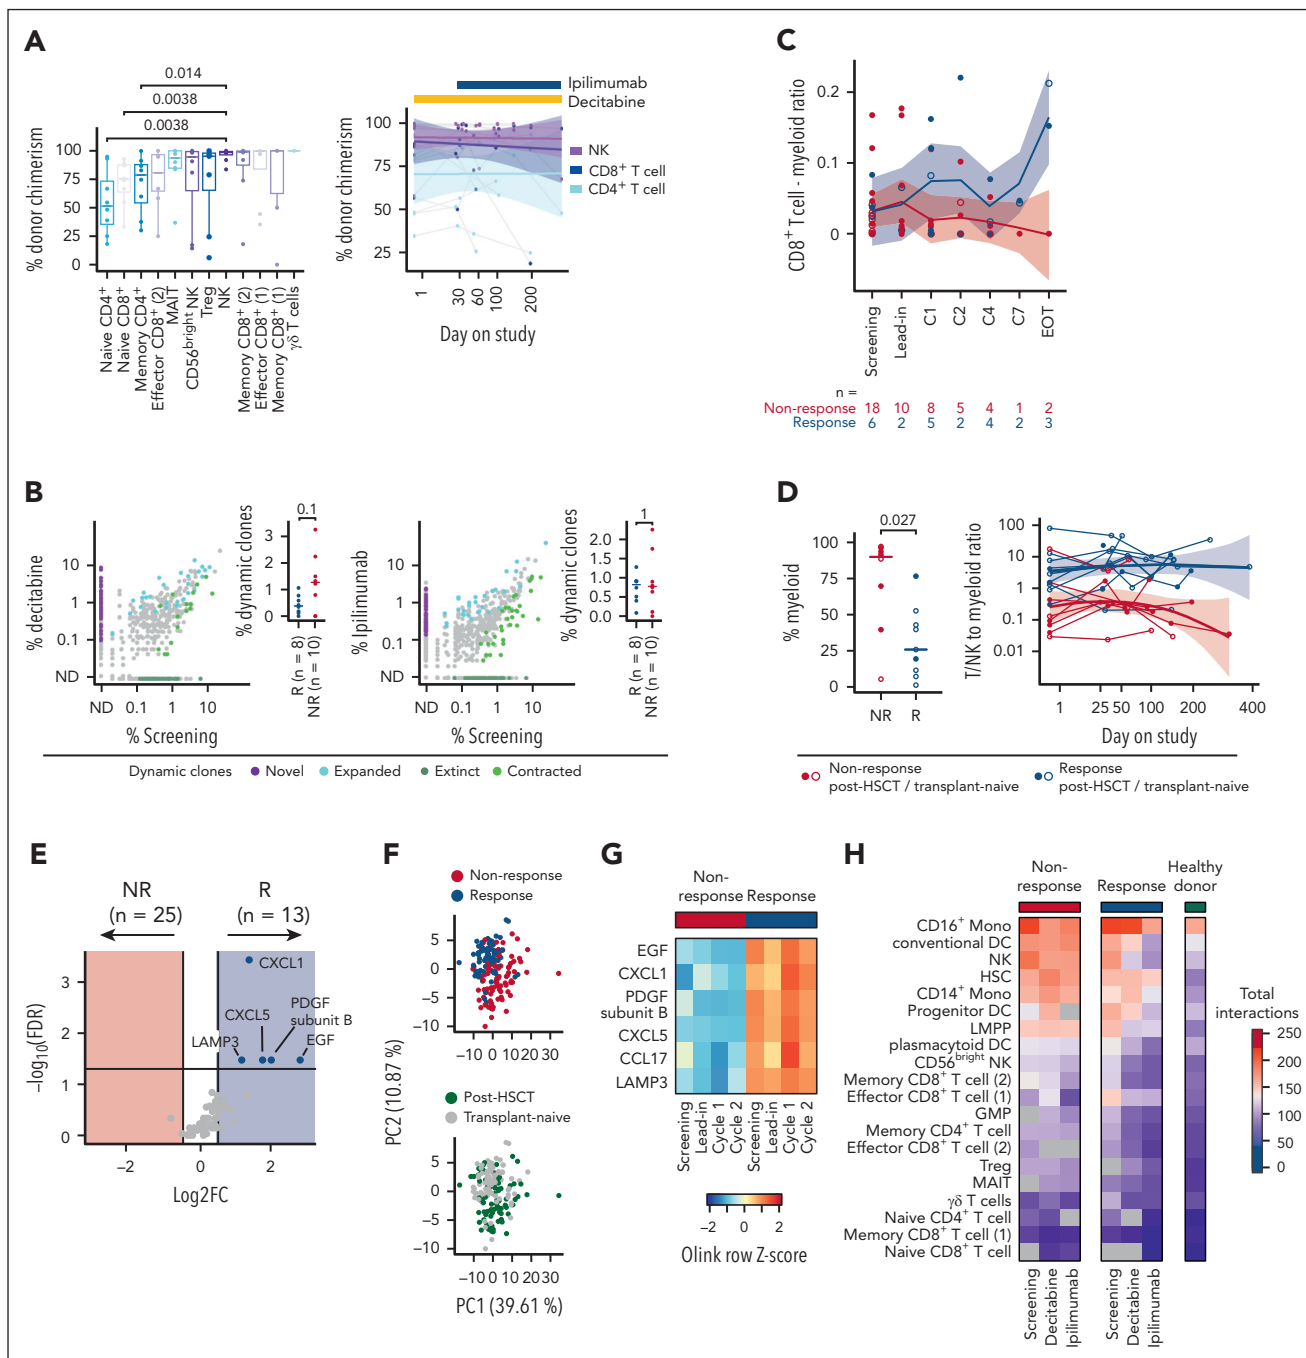 A
0.014
0.0038
0.0038
% donor chimerism
100
75
50
25
0
Naive CD4+
Naive CD8+
Memory CD4+
Effector CD8+ (2)
MAIT
CD56bright NK
Treg
NK
Memory CD8+ (2)
Effector CD8+ (1)
Memory CD8+ (1)
γδ T cells
Ipilimumab
Decitabine
% donor chimerism
100
75
50
25
NK
CD8+ T cell
CD4+ T cell
1
30
60
100
200
Day on study
C
CD8+ T cell - myeloid ratio
0.2
0.1
0
Screening
Lead-in
C1
C2
C4
C7
EOT
n =
Non-response 18 10 8 5 4 1 2
Response 6 2 5 2 4 2 3
B
% decitabine
10
1
0.1
ND
ND 0.1 1 10
% Screening
% dynamic clones
0.1
3
2
1
0
R (n = 8)
NR (n = 10)
% Ipilimumab
10
1
0.1
ND
ND 0.1 1 10
% Screening
% dynamic clones
1
2.0
1.5
1.0
0.5
0.0
R (n = 8)
NR (n = 10)
Dynamic clones Novel Expanded Extinct Contracted
D
0.027
% myeloid
100
75
50
25
0
NR R
T/NK to myeloid ratio
100
10
1
0.1
0.01
1 25 50 100 200 400
Day on study
Non-response
post-HSCT / transplant-naive
Response
post-HSCT / transplant-naive
E
NR
(n = 25)
R
(n = 13)
CXCL1
PDGF
subunit B
CXCL5
LAMP3
EGF
−log10(FDR)
3
2
1
0
−2 0 2
Log2FC
F
Non-response
Response
5
0
−5
−10
−10 0 10 20 30
Post-HSCT
Transplant-naive
PC2 (10.87 %)
5
0
−5
−10
−10 0 10 20 30
PC1 (39.61 %)
G
Non-
response
Response
EGF
CXCL1
PDGF
subunit B
CXCL5
CCL17
LAMP3
Screening
Lead-in
Cycle 1
Cycle 2
Screening
Lead-in
Cycle 1
Cycle 2
−2 0 2
Olink row Z-score
H
Non-
response
Response
Healthy
donor
CD16+ Mono
conventional DC
NK
HSC
CD14+ Mono
Progenitor DC
LMPP
plasmacytoid DC
CD56bright NK
Memory CD8+ T cell (2)
Effector CD8+ T cell (1)
GMP
Memory CD4+ T cell
Effector CD8+ T cell (2)
Treg
MAIT
γδ T cells
Naive CD4+ T cell
Memory CD8+ T cell (1)
Naive CD8+ T cell
Screening
Decitabine
Ipilimumab
Screening
Decitabine
Ipilimumab
Total
interactions
250
200
150
100
50
0